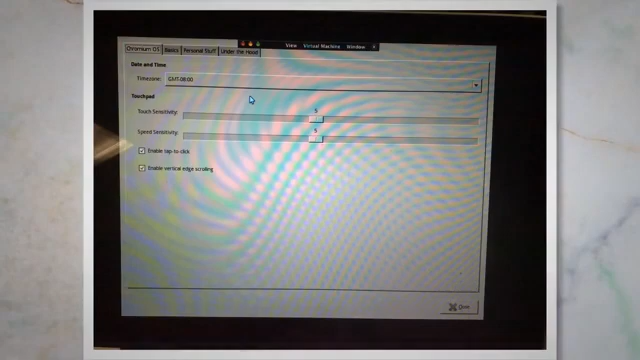 View Virtual Machine Window
Chromium OS Basics Personal Stuff Under the Hood
Date and Time
Timezone: GMT-08:00
Touchpad
5
Touch Sensitivity:
5
Speed Sensitivity:
Enable tap-to-click
Enable vertical edge scrolling
Close